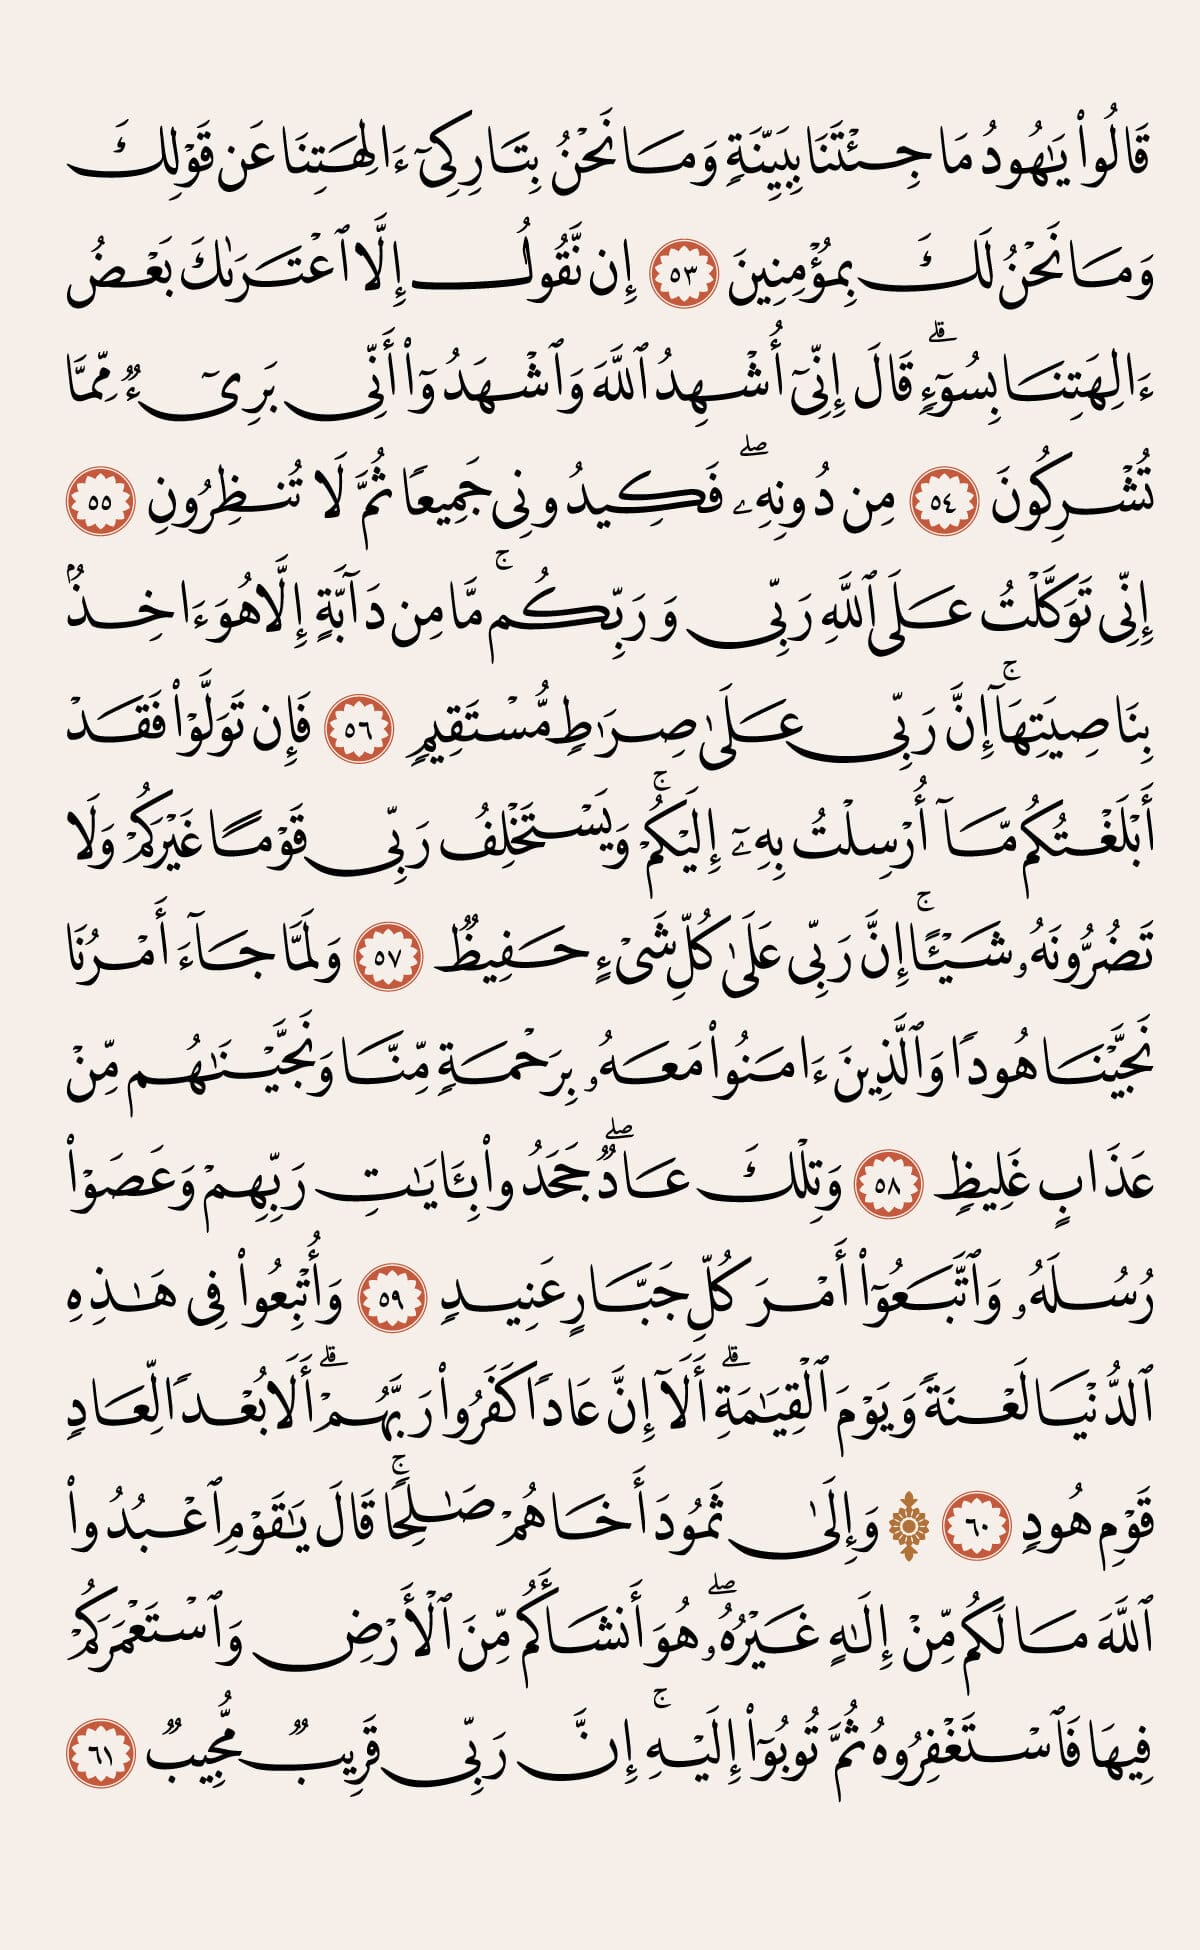 قَالُوا۟ يَـٰهُودُ مَا جِئْتَنَا بِبَيِّنَةٍ وَمَا نَحْنُ بِتَارِكِىٓ ءَالِهَتِنَا عَن قَوْلِكَ
وَمَا نَحْنُ لَكَ بِمُؤْمِنِينَ ٥٣ إِن نَّقُولُ إِلَّا ٱعْتَرَىٰكَ بَعْضُ
ءَالِهَتِنَا بِسُوٓءٍ ۗ قَالَ إِنِّىٓ أُشْهِدُ ٱللَّهَ وَٱشْهَدُوٓا۟ أَنِّى بَرِىٓءٌ مِّمَّا
تُشْرِكُونَ ٥٤ مِن دُونِهِۦ ۖ فَكِيدُونِى جَمِيعًا ثُمَّ لَا تُنظِرُونِ ٥٥
إِنِّى تَوَكَّلْتُ عَلَى ٱللَّهِ رَبِّى وَرَبِّكُم ۚ مَّا مِن دَآبَّةٍ إِلَّا هُوَ ءَاخِذٌۢ
بِنَاصِيَتِهَآ ۚ إِنَّ رَبِّى عَلَىٰ صِرَٰطٍ مُّسْتَقِيمٍ ٥٦ فَإِن تَوَلَّوْا۟ فَقَدْ
أَبْلَغْتُكُم مَّآ أُرْسِلْتُ بِهِۦٓ إِلَيْكُمْ ۚ وَيَسْتَخْلِفُ رَبِّى قَوْمًا غَيْرَكُمْ وَلَا
تَضُرُّونَهُۥ شَيْـًٔا ۚ إِنَّ رَبِّى عَلَىٰ كُلِّ شَىْءٍ حَفِيظٌ ٥٧ وَلَمَّا جَآءَ أَمْرُنَا
نَجَّيْنَا هُودًا وَٱلَّذِينَ ءَامَنُوا۟ مَعَهُۥ بِرَحْمَةٍ مِّنَّا وَنَجَّيْنَـٰهُم مِّنْ
عَذَابٍ غَلِيظٍ ٥٨ وَتِلْكَ عَادٌ ۖ جَحَدُوا۟ بِـَٔايَـٰتِ رَبِّهِمْ وَعَصَوْا۟
رُسُلَهُۥ وَٱتَّبَعُوٓا۟ أَمْرَ كُلِّ جَبَّارٍ عَنِيدٍ ٥٩ وَأُتْبِعُوا۟ فِى هَـٰذِهِ
ٱلدُّنْيَا لَعْنَةً وَيَوْمَ ٱلْقِيَـٰمَةِ ۗ أَلَآ إِنَّ عَادًا كَفَرُوا۟ رَبَّهُمْ ۗ أَلَا بُعْدًا لِّعَادٍ
قَوْمِ هُودٍ ٦٠ ۞ وَإِلَىٰ ثَمُودَ أَخَاهُمْ صَـٰلِحًا ۚ قَالَ يَـٰقَوْمِ ٱعْبُدُوا۟
ٱللَّهَ مَا لَكُم مِّنْ إِلَـٰهٍ غَيْرُهُۥ ۖ هُوَ أَنشَأَكُم مِّنَ ٱلْأَرْضِ وَٱسْتَعْمَرَكُمْ
فِيهَا فَٱسْتَغْفِرُوهُ ثُمَّ تُوبُوٓا۟ إِلَيْهِ ۚ إِنَّ رَبِّى قَرِيبٌ مُّجِيبٌ ٦١